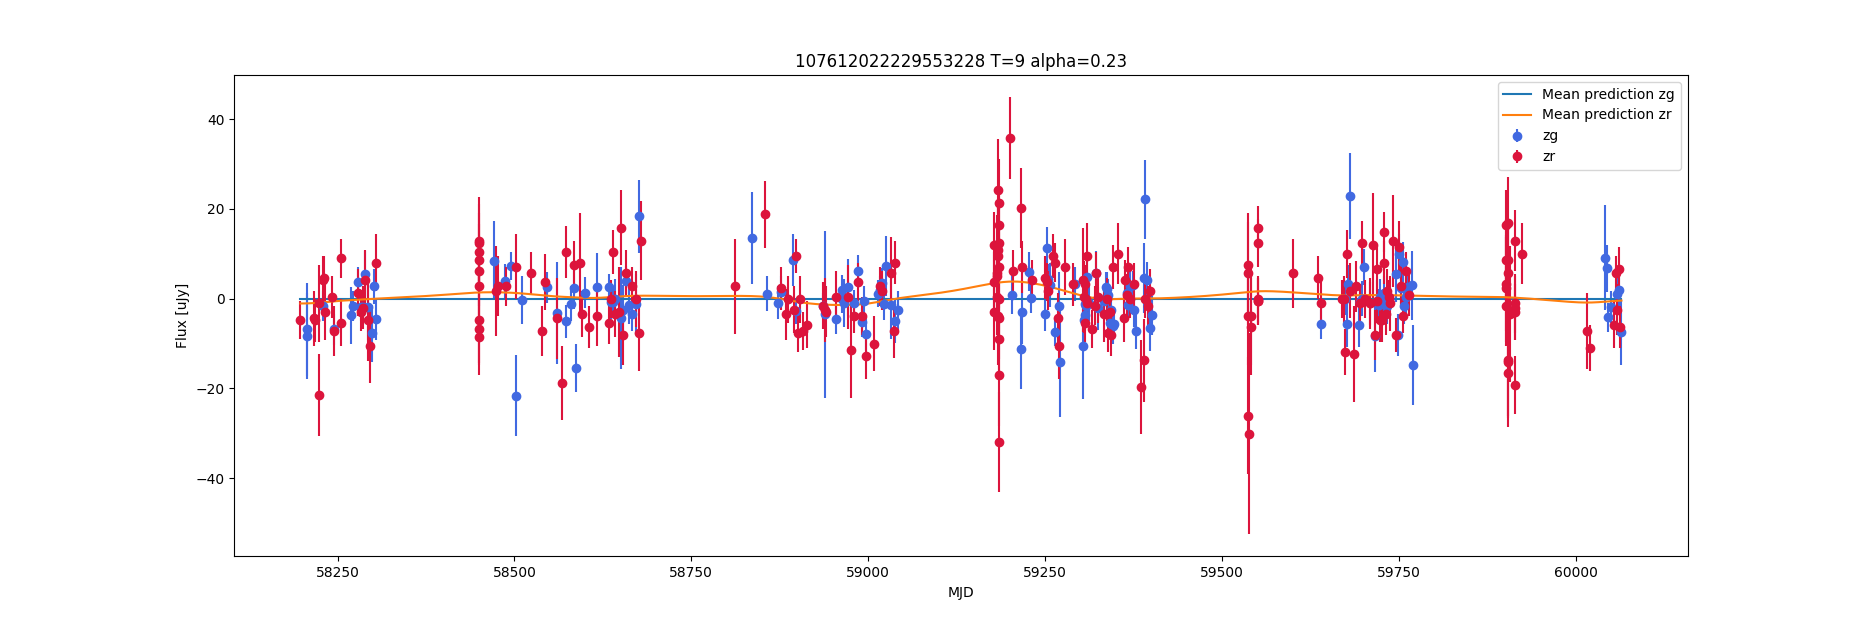 107612022229553228 T=9 alpha=0.23
Mean prediction zg
Mean prediction zr
zg
zr
Flux [uJy]
40
20
0
−20
−40
58250 58500 58750 59000 59250 59500 59750 60000
MJD